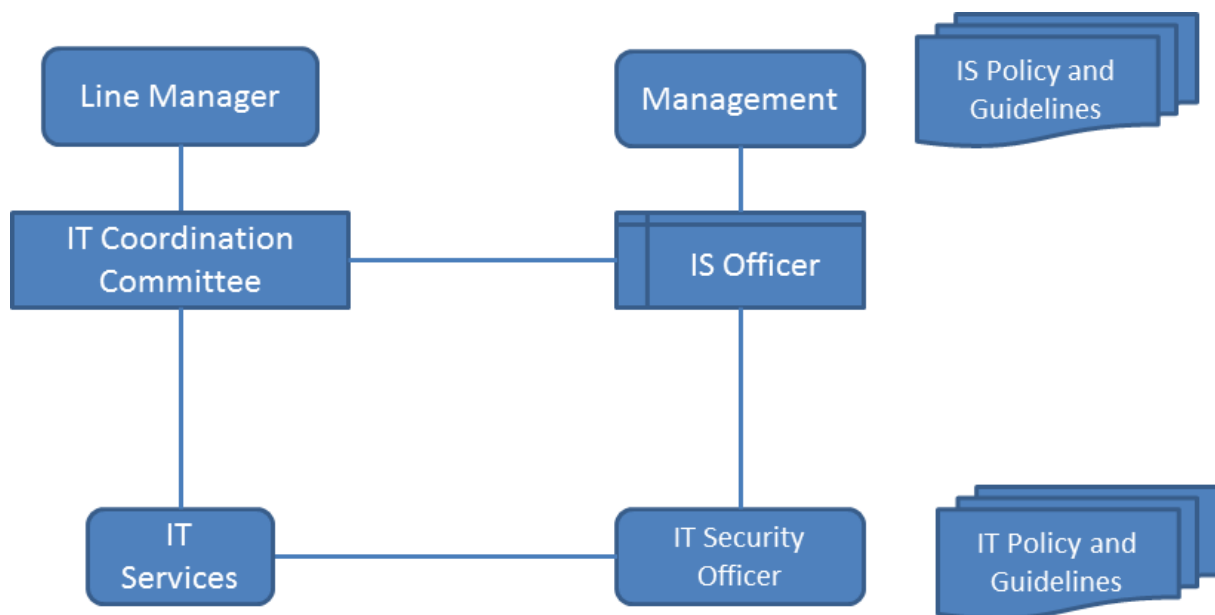 Line Manager
Management
IS Policy and
Guidelines
IT Coordination
Committee
IS Officer
IT
Services
IT Security
Officer
IT Policy and
Guidelines